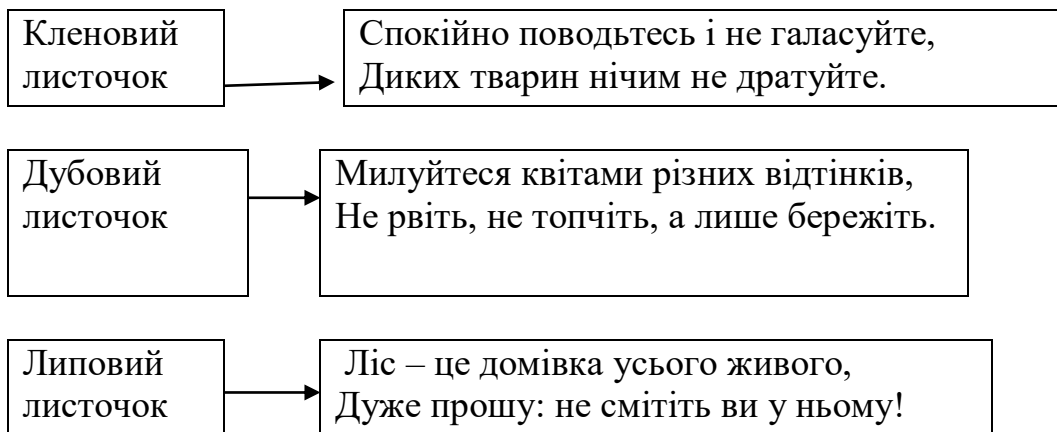 Кленовий
листочок
Спокійно поводьтесь і не галасуйте,
Диких тварин нічим не дратуйте.
Дубовий
листочок
Милуйтеся квітами різних відтінків,
Не рвіть, не топчіть, а лише бережіть.
Липовий
листочок
Ліс – це домівка усього живого,
Дуже прошу: не смітіть ви у ньому!